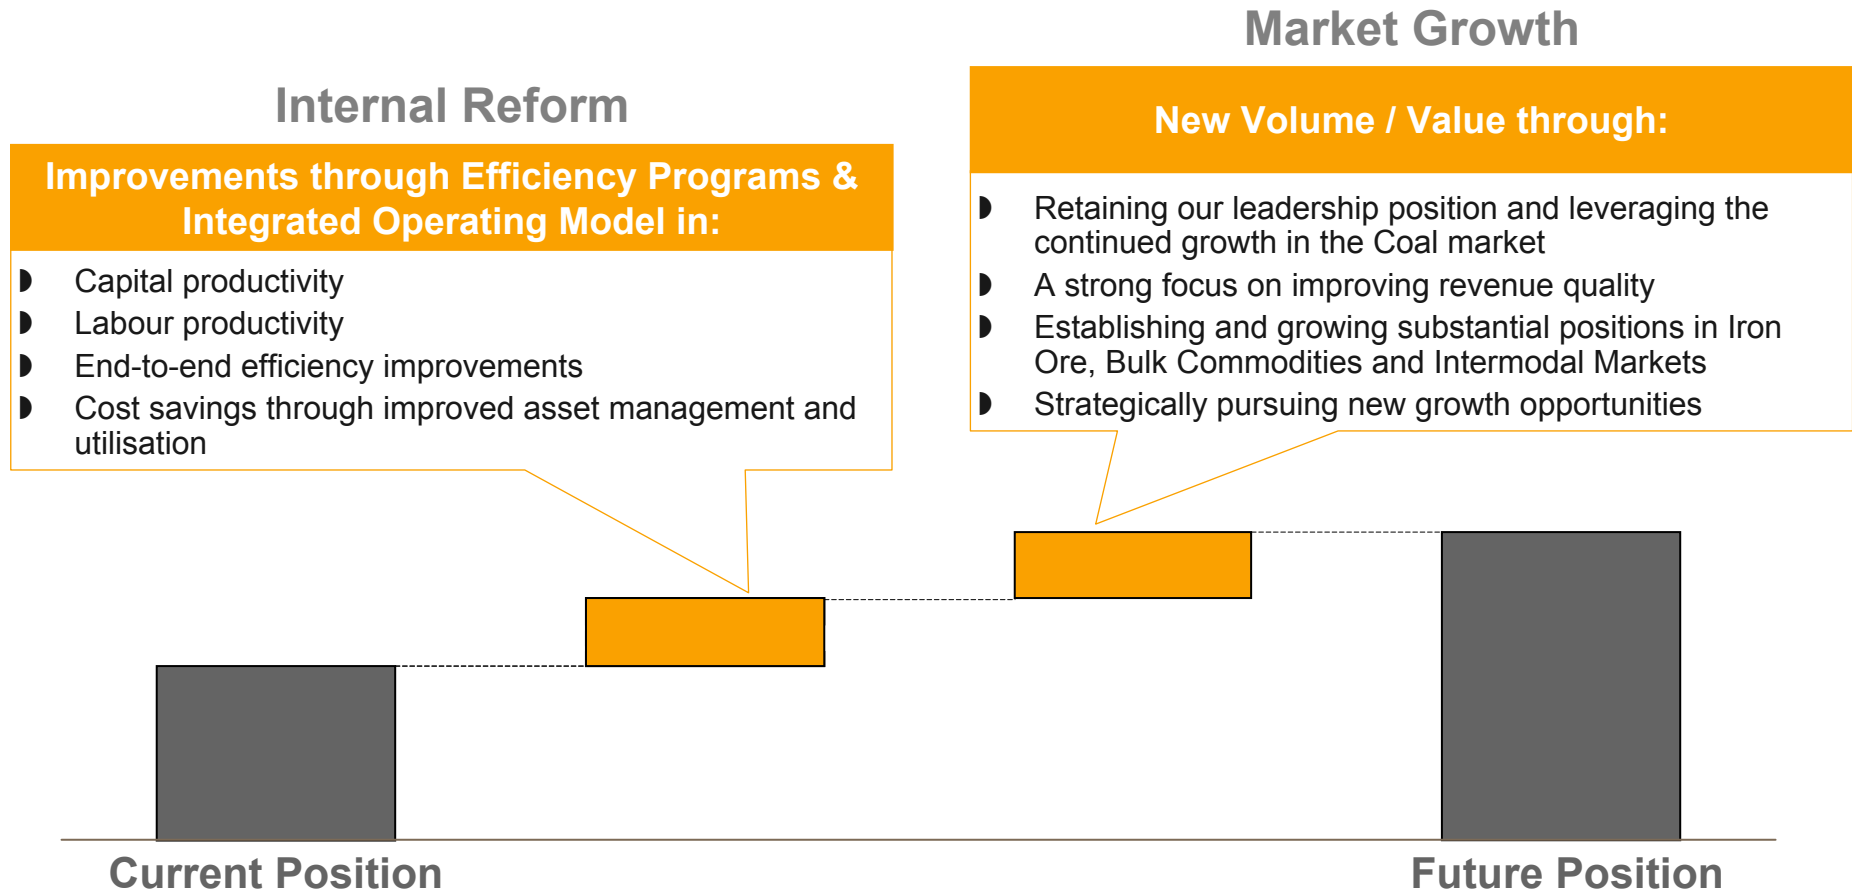 Market Growth
Internal Reform
New Volume / Value through:
Improvements through Efficiency Programs &
Integrated Operating Model in:
Capital productivity
Labour productivity
End-to-end efficiency improvements
Cost savings through improved asset management and
utilisation
Retaining our leadership position and leveraging the
continued growth in the Coal market
A strong focus on improving revenue quality
Establishing and growing substantial positions in Iron
Ore, Bulk Commodities and Intermodal Markets
Strategically pursuing new growth opportunities
Current Position
Future Position